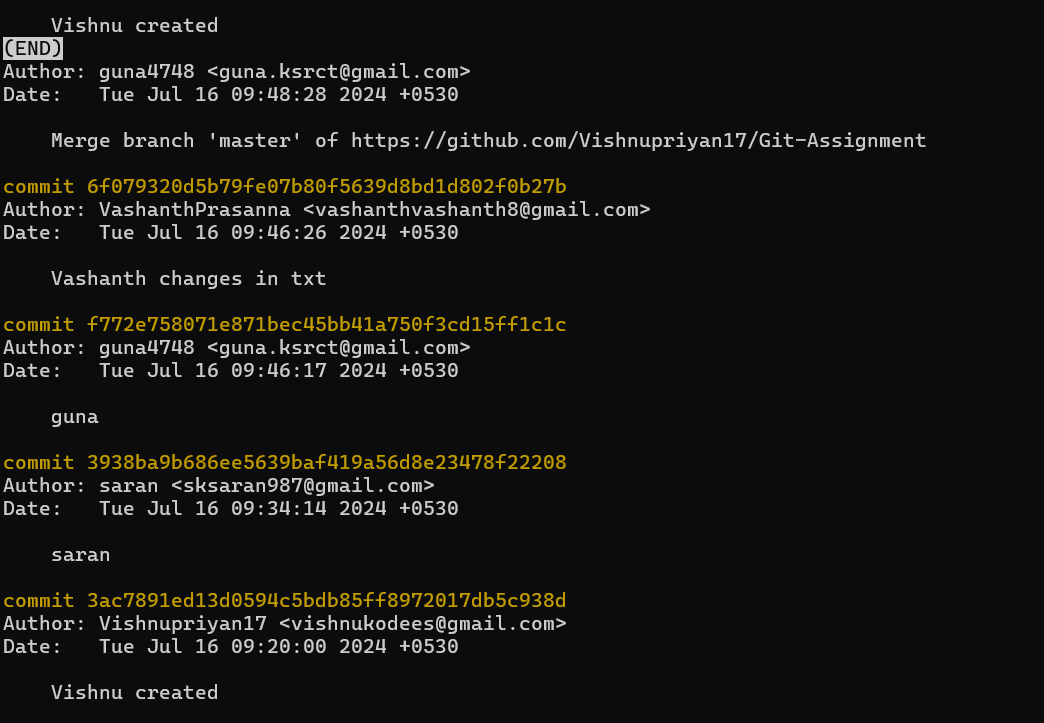 Vishnu created
(END)
Author: guna4748 <guna.ksrct@gmail.com>
Date:   Tue Jul 16 09:48:28 2024 +0530
Merge branch 'master' of https://github.com/Vishnupriyan17/Git-Assignment
commit 6f079320d5b79fe07b80f5639d8bd1d802f0b27b
Author: VashanthPrasanna <vashanthvashanth8@gmail.com>
Date:   Tue Jul 16 09:46:26 2024 +0530
Vashanth changes in txt
commit f772e758071e871bec45bb41a750f3cd15ff1c1c
Author: guna4748 <guna.ksrct@gmail.com>
Date:   Tue Jul 16 09:46:17 2024 +0530
guna
commit 3938ba9b686ee5639baf419a56d8e23478f22208
Author: saran <sksaran987@gmail.com>
Date:   Tue Jul 16 09:34:14 2024 +0530
saran
commit 3ac7891ed13d0594c5bdb85ff8972017db5c938d
Author: Vishnupriyan17 <vishnukodees@gmail.com>
Date:   Tue Jul 16 09:20:00 2024 +0530
Vishnu created